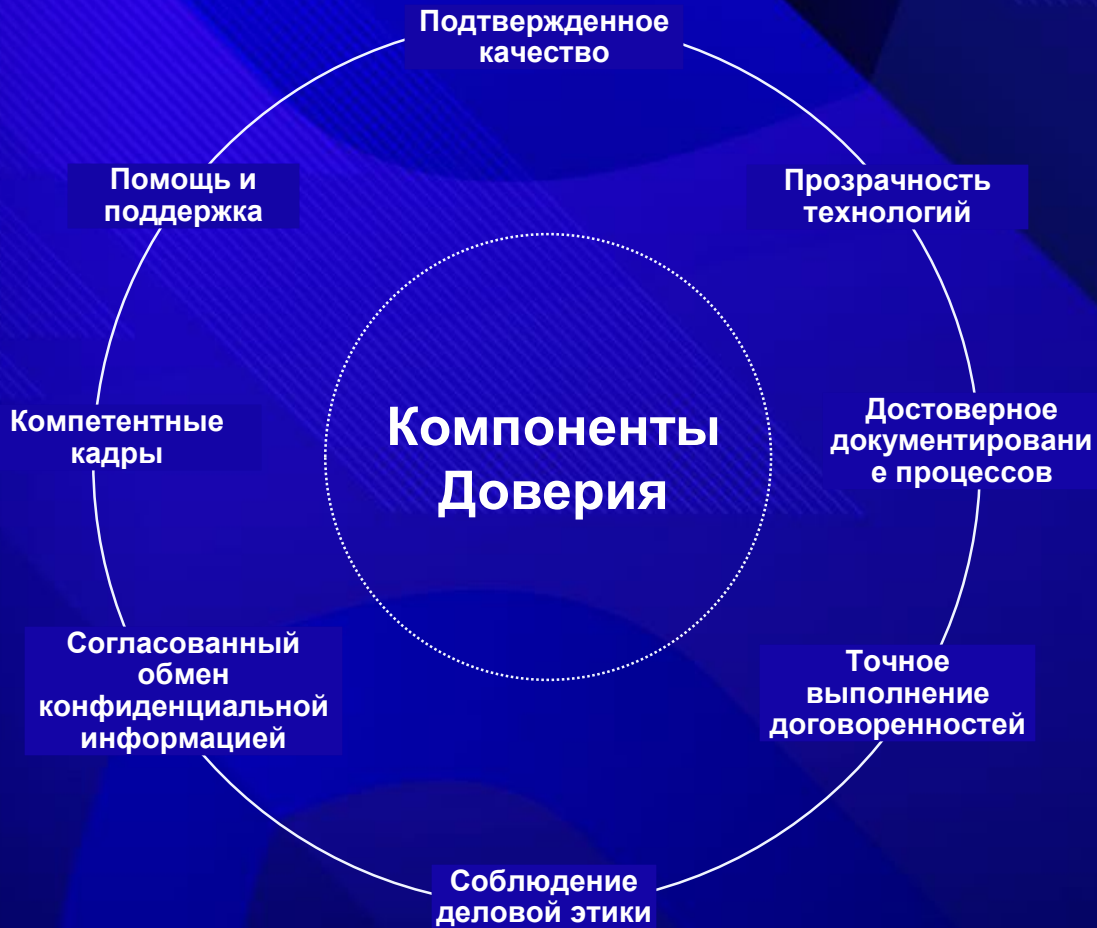 Подтвержденное
качество
Помощь и
поддержка
Прозрачность
технологий
Компетентные
кадры
Компоненты
Доверия
Достоверное
документировани
е процессов
Согласованный
обмен
конфиденциальной
информацией
Точное
выполнение
договоренностей
Соблюдение
деловой этики